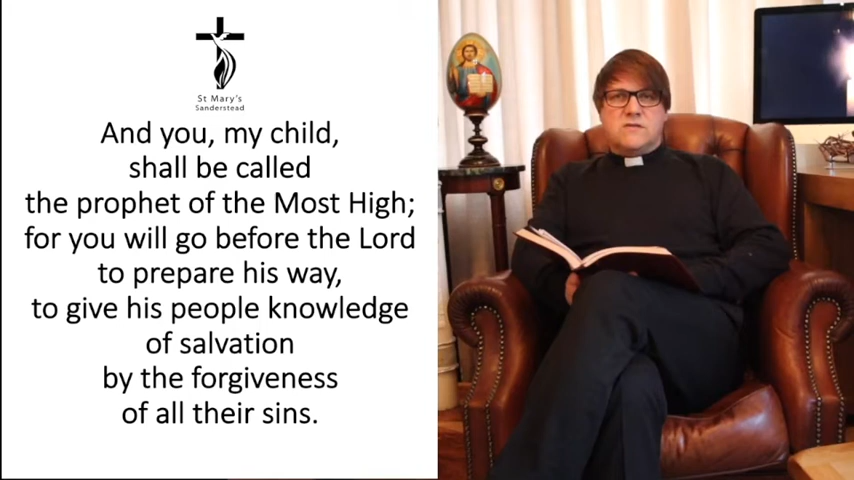 St Mary's
Sanderstead
And you, my child,
shall be called
the prophet of the Most High;
for you will go before the Lord
to prepare his way,
to give his people knowledge
of salvation
by the forgiveness
of all their sins.